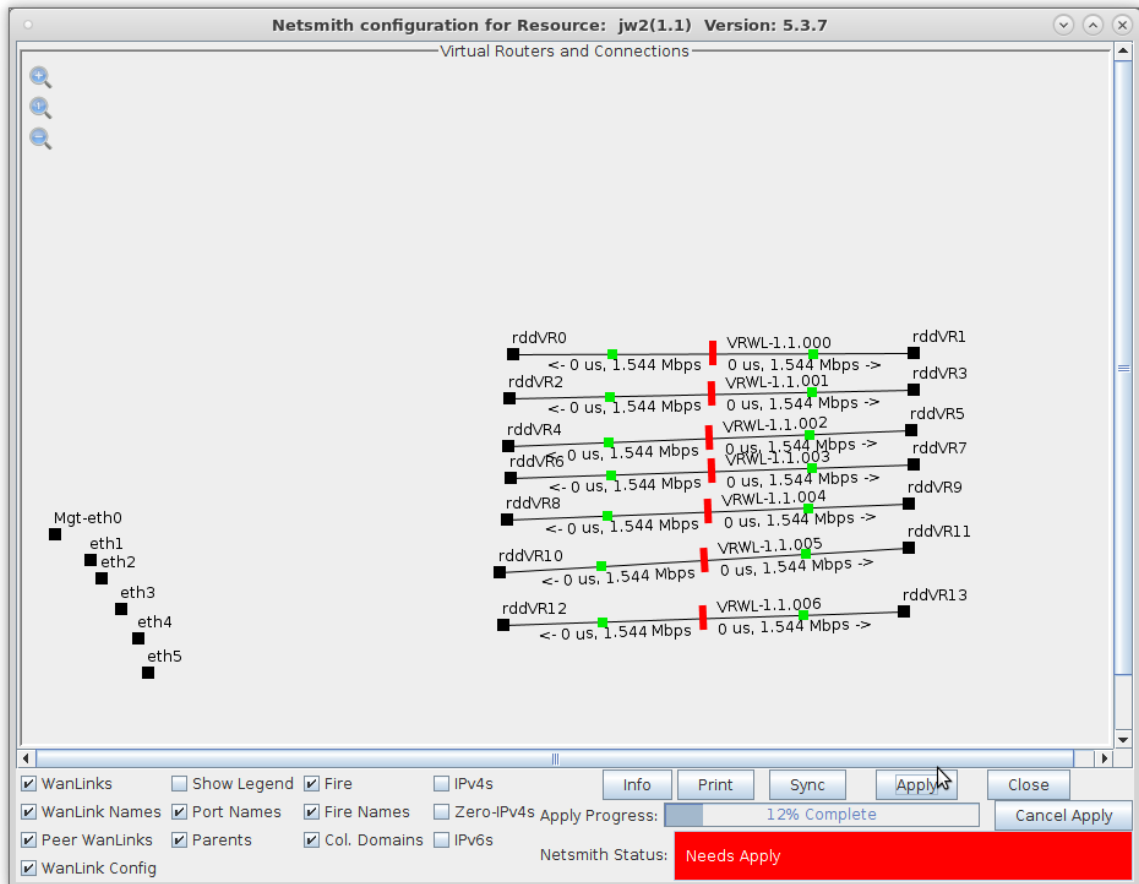 Netsmith configuration for Resource: jw2(1.1) Version: 5.3.7
Virtual Routers and Connections
rddVR0 VRWL-1.1.000 rddVR1
<- 0 us, 1.544 Mbps 0 us, 1.544 Mbps ->
rddVR2 VRWL-1.1.001 rddVR3
<- 0 us, 1.544 Mbps 0 us, 1.544 Mbps ->
rddVR4 VRWL-1.1.002 rddVR5
<- 0 us, 1.544 Mbps 0 us, 1.544 Mbps ->
rddVR6 VRWL-1.1.003 rddVR7
<- 0 us, 1.544 Mbps 0 us, 1.544 Mbps ->
rddVR8 VRWL-1.1.004 rddVR9
<- 0 us, 1.544 Mbps 0 us, 1.544 Mbps ->
rddVR10 VRWL-1.1.005 rddVR11
<- 0 us, 1.544 Mbps 0 us, 1.544 Mbps ->
rddVR12 VRWL-1.1.006 rddVR13
<- 0 us, 1.544 Mbps 0 us, 1.544 Mbps ->
Mgt-eth0
eth1
eth2
eth3
eth4
eth5
WanLinks Show Legend Fire IPv4s Info Print Sync Apply Close
WanLink Names Port Names Fire Names Zero-IPv4s Apply Progress: 12% Complete Cancel Apply
Peer WanLinks Parents Col. Domains IPv6s Netsmith Status: Needs Apply
WanLink Config